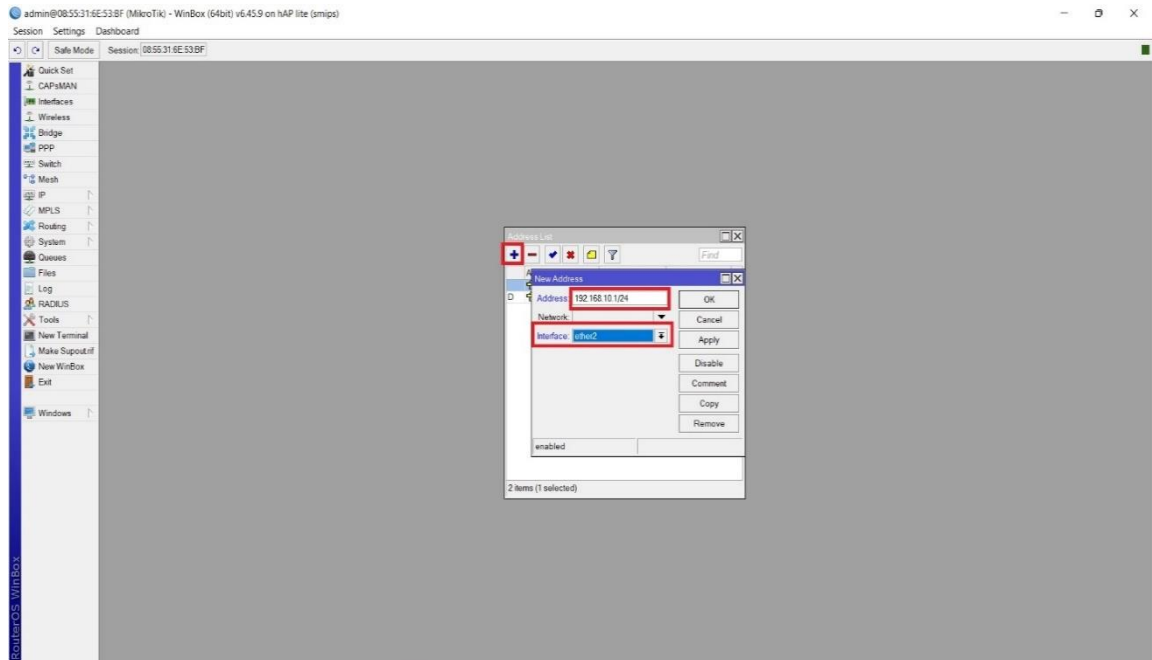 admin@08:55:31:6E:53:BF (MikroTik) - WinBox (64bit) v6.45.9 on hAP lite (smips)
Session Settings Dashboard
Safe Mode Session: 08:55:31:6E:53:BF
Quick Set
CAPsMAN
Interfaces
Wireless
Bridge
PPP
Switch
Mesh
IP
MPLS
Routing
System
Queues
Files
Log
RADIUS
Tools
New Terminal
Make Supout.rif
New WinBox
Exit
Windows
RouterOS WinBox
Address List
Find
New Address
D
Address: 192.168.10.1/24
Network:
Interface: ether2
OK
Cancel
Apply
Disable
Comment
Copy
Remove
enabled
2 items (1 selected)